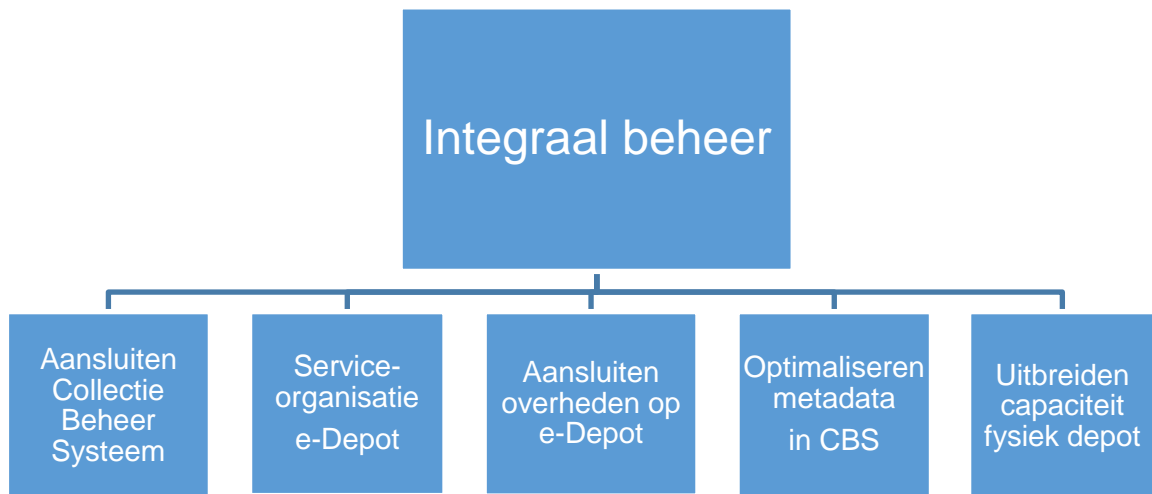 Integraal beheer
Aansluiten
Collectie
Beheer
Systeem
Service-
organisatie
e-Depot
Aansluiten
overheden op
e-Depot
Optimaliseren
metadata
in CBS
Uitbreiden
capaciteit
fysiek depot